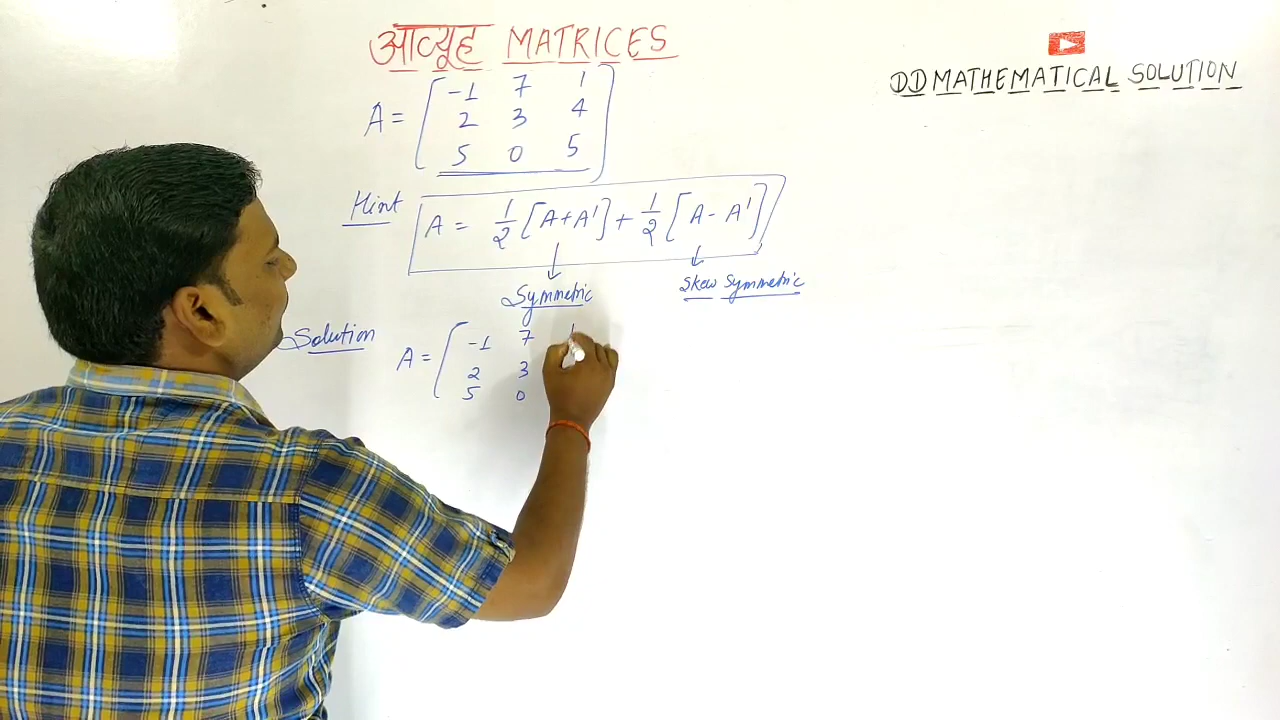 आव्यूह MATRICES
DD MATHEMATICAL SOLUTION
A = [ -1 7 1
2 3 4
5 0 5 ]
Hint A = 1/2 [A+A'] + 1/2 [A - A']
Symmetric Skew Symmetric
Solution A = [ -1 7 1
2 3
5 0